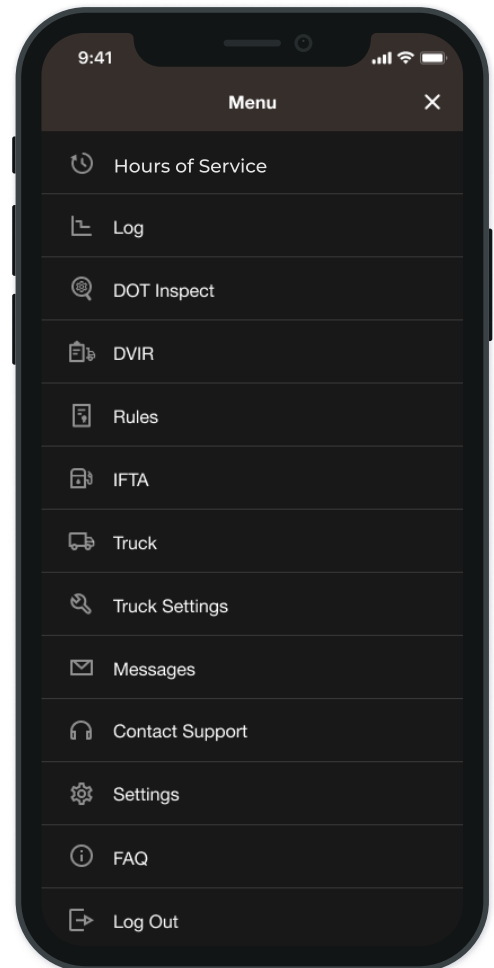 9:41
Menu
Hours of Service
Log
DOT Inspect
DVIR
Rules
IFTA
Truck
Truck Settings
Messages
Contact Support
Settings
FAQ
Log Out